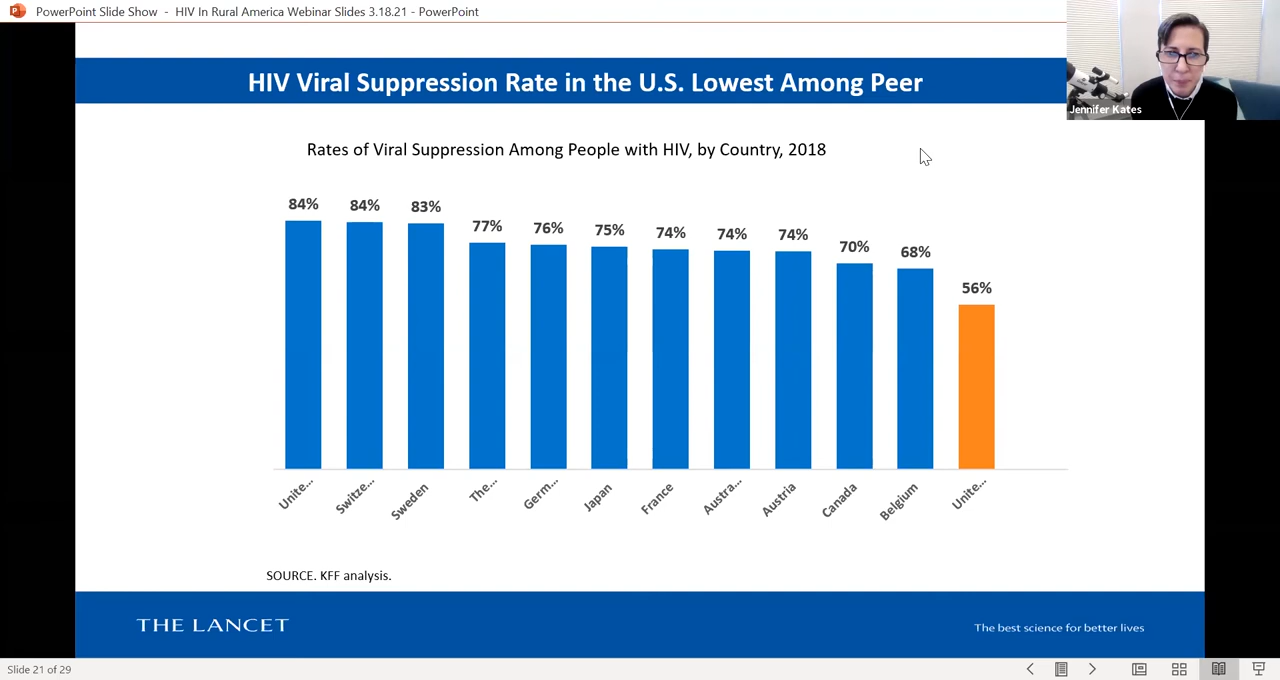 PowerPoint Slide Show - HIV In Rural America Webinar Slides 3.18.21 - PowerPoint
HIV Viral Suppression Rate in the U.S. Lowest Among Peer
Jennifer Kates
Rates of Viral Suppression Among People with HIV, by Country, 2018
84% 84% 83% 77% 76% 75% 74% 74% 74% 70% 68% 56%
Unite... Switze... Sweden The... Germ... Japan France Austra... Austria Canada Belgium Unite...
SOURCE. KFF analysis.
THE LANCET
The best science for better lives
Slide 21 of 29